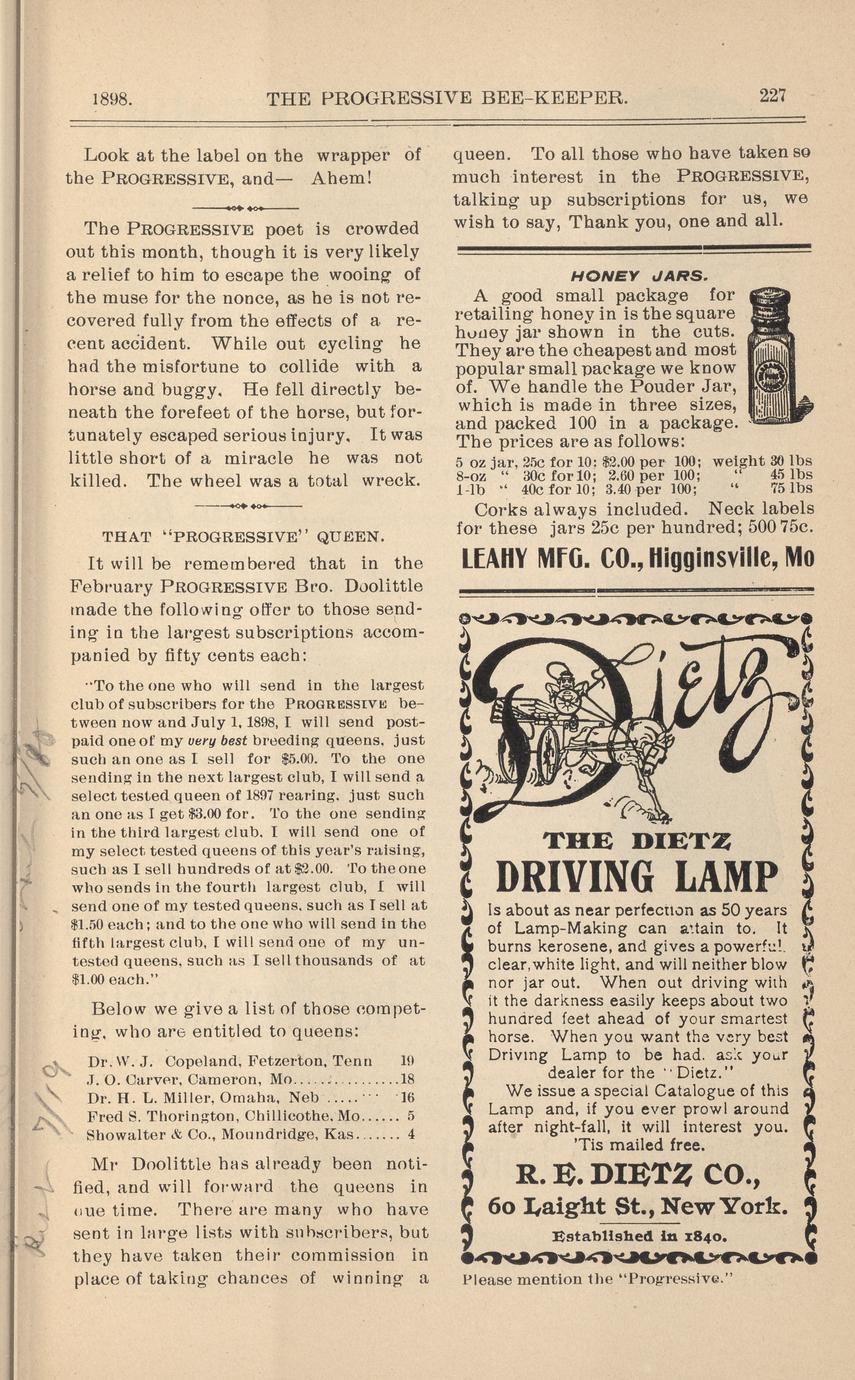 1898.
THE PROGRESSIVE BEE-KEEPER.
227
Look at the label on the wrapper of
the PROGRESSIVE, and— Ahem!
The PROGRESSIVE poet is crowded
out this month, though it is very likely
a relief to him to escape the wooing of
the muse for the nonce, as he is not re-
covered fully from the effects of a re-
cent accident. While out cycling he
had the misfortune to collide with a
horse and buggy. He fell directly be-
neath the forefeet of the horse, but for-
tunately escaped serious injury. It was
little short of a miracle he was not
killed. The wheel was a total wreck.
THAT "PROGRESSIVE" QUEEN.
It will be remembered that in the
February PROGRESSIVE Bro. Doolittle
made the following offer to those send-
ing in the largest subscriptions accom-
panied by fifty cents each:
"To the one who will send in the largest
club of subscribers for the PROGRESSIVE be-
tween now and July 1, 1898, I will send post-
paid one of my very best breeding queens, just
such an one as I sell for $5.00. To the one
sending in the next largest club, I will send a
select tested queen of 1897 rearing, just such
an one as I get $3.00 for. To the one sending
in the third largest club, I will send one of
my select tested queens of this year's raising,
such as I sell hundreds of at $2.00. To the one
who sends in the fourth largest club, I will
send one of my tested queens, such as I sell at
$1.50 each; and to the one who will send in the
fifth largest club, I will send one of my un-
tested queens, such as I sell thousands of at
$1.00 each."
Below we give a list of those compet-
ing, who are entitled to queens:
Dr. W. J. Copeland, Fetzerton, Tenn 19
J. O. Carver, Cameron, Mo...............18
Dr. H. L. Miller, Omaha, Neb ........ 16
Fred S. Thorington, Chillicothe, Mo...... 5
Showalter & Co., Moundridge, Kas....... 4
Mr Doolittle has already been noti-
fied, and will forward the queens in
due time. There are many who have
sent in large lists with subscribers, but
they have taken their commission in
place of taking chances of winning a
queen. To all those who have taken so
much interest in the PROGRESSIVE,
talking up subscriptions for us, we
wish to say, Thank you, one and all.
HONEY JARS.
A good small package for
retailing honey in is the square
honey jar shown in the cuts.
They are the cheapest and most
popular small package we know
of. We handle the Pouder Jar,
which is made in three sizes,
and packed 100 in a package.
The prices are as follows:
5 oz jar, 25c for 10; $2.00 per 100; weight 30 lbs
8-oz " 30c for 10; 2.60 per 100; " 45 lbs
1-lb " 40c for 10; 3.40 per 100; " 75 lbs
Corks always included. Neck labels
for these jars 25c per hundred; 500 75c.
LEAHY MFG. CO., Higginsville, Mo
Dietz
THE DIETZ
DRIVING LAMP
Is about as near perfection as 50 years
of Lamp-Making can attain to. It
burns kerosene, and gives a powerful,
clear, white light, and will neither blow
nor jar out. When out driving with
it the darkness easily keeps about two
hundred feet ahead of your smartest
horse. When you want the very best
Driving Lamp to be had, ask your
dealer for the "Dietz."
We issue a special Catalogue of this
Lamp and, if you ever prowl around
after night-fall, it will interest you.
'Tis mailed free.
R. E. DIETZ CO.,
60 Laight St., New York.
Established in 1840.
Please mention the "Progressive."